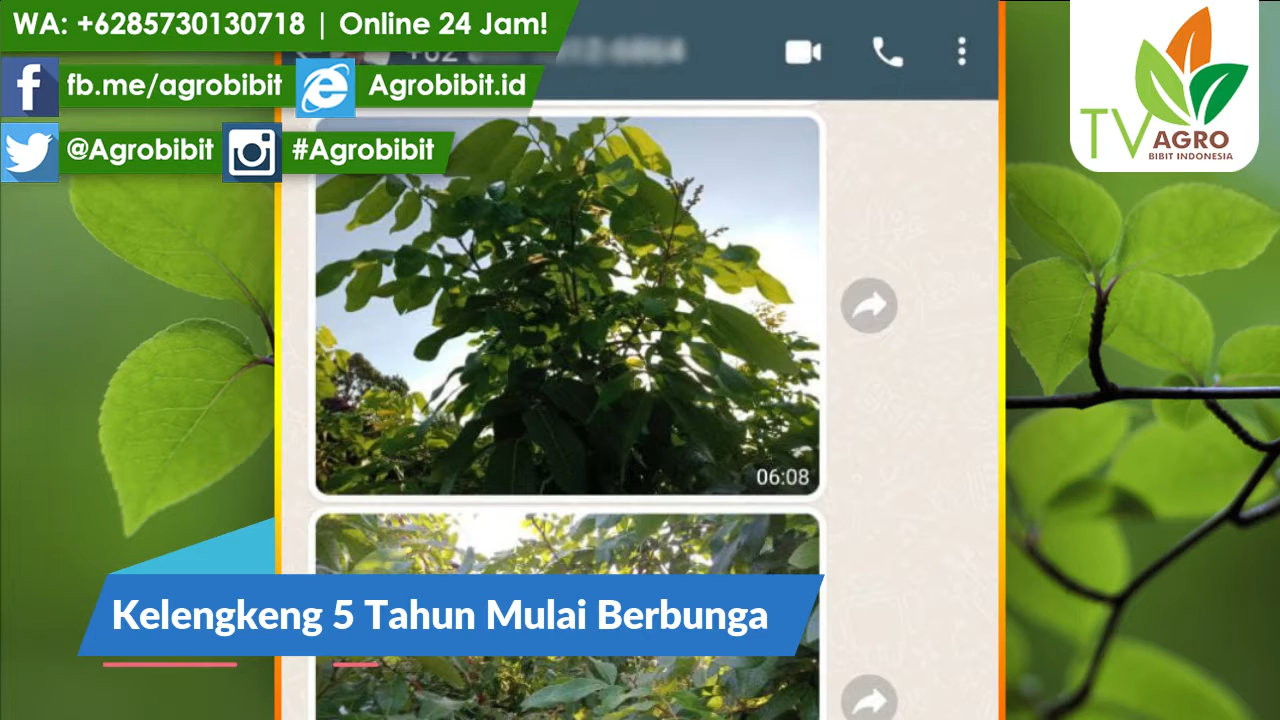 WA: +6285730130718 | Online 24 Jam!
fb.me/agrobibit
Agrobibit.id
@Agrobibit
#Agrobibit
TV AGRO
BIBIT INDONESIA
06:08
Kelengkeng 5 Tahun Mulai Berbunga